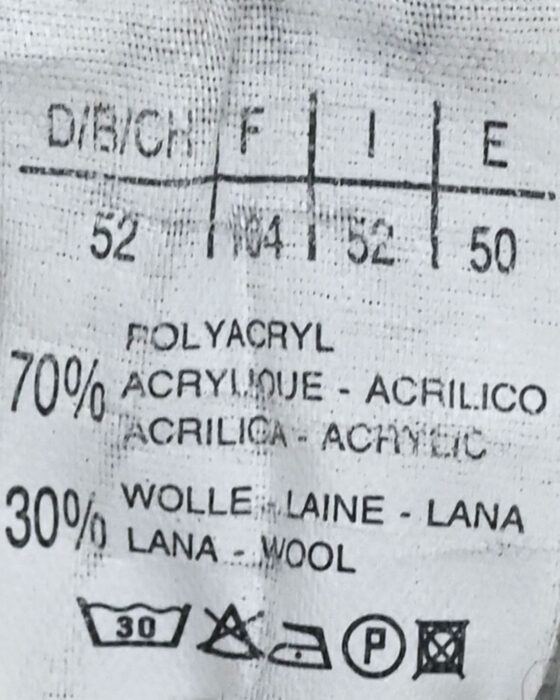 D/B/CH F I E
52 104 52 50
POLYACRYL
70% ACRYLIQUE - ACRILICO
ACRILICA - ACRYLIC
30% WOLLE - LAINE - LANA
LANA - WOOL
30 P